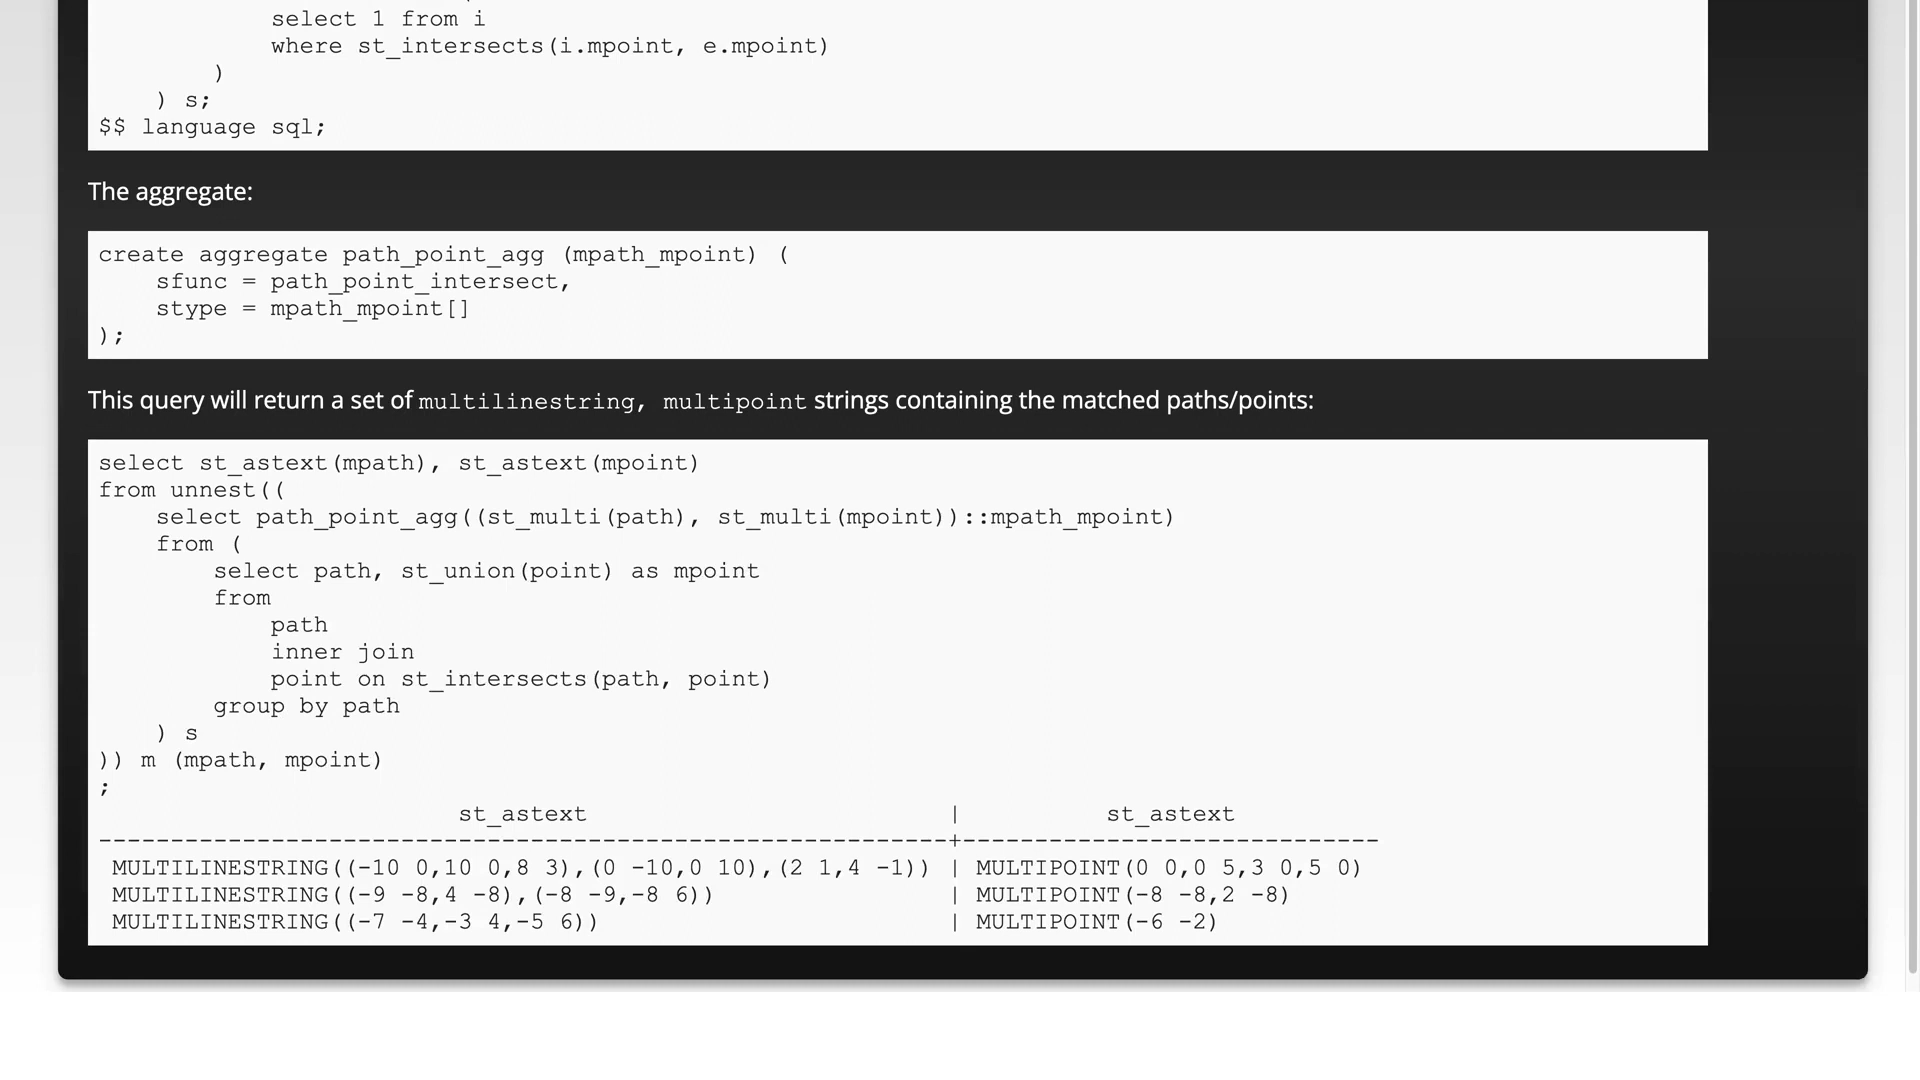 select 1 from i
where st_intersects(i.mpoint, e.mpoint)
)
) s;
$$ language sql;
The aggregate:
create aggregate path_point_agg (mpath_mpoint) (
sfunc = path_point_intersect,
stype = mpath_mpoint[]
);
This query will return a set of multilinestring, multipoint strings containing the matched paths/points:
select st_astext(mpath), st_astext(mpoint)
from unnest((
select path_point_agg((st_multi(path), st_multi(mpoint))::mpath_mpoint)
from (
select path, st_union(point) as mpoint
from
path
inner join
point on st_intersects(path, point)
group by path
) s
)) m (mpath, mpoint)
;
st_astext | st_astext
-----------------------------------------------------------+-----------------------------
MULTILINESTRING((-10 0,10 0,8 3),(0 -10,0 10),(2 1,4 -1)) | MULTIPOINT(0 0,0 5,3 0,5 0)
MULTILINESTRING((-9 -8,4 -8),(-8 -9,-8 6)) | MULTIPOINT(-8 -8,2 -8)
MULTILINESTRING((-7 -4,-3 4,-5 6)) | MULTIPOINT(-6 -2)